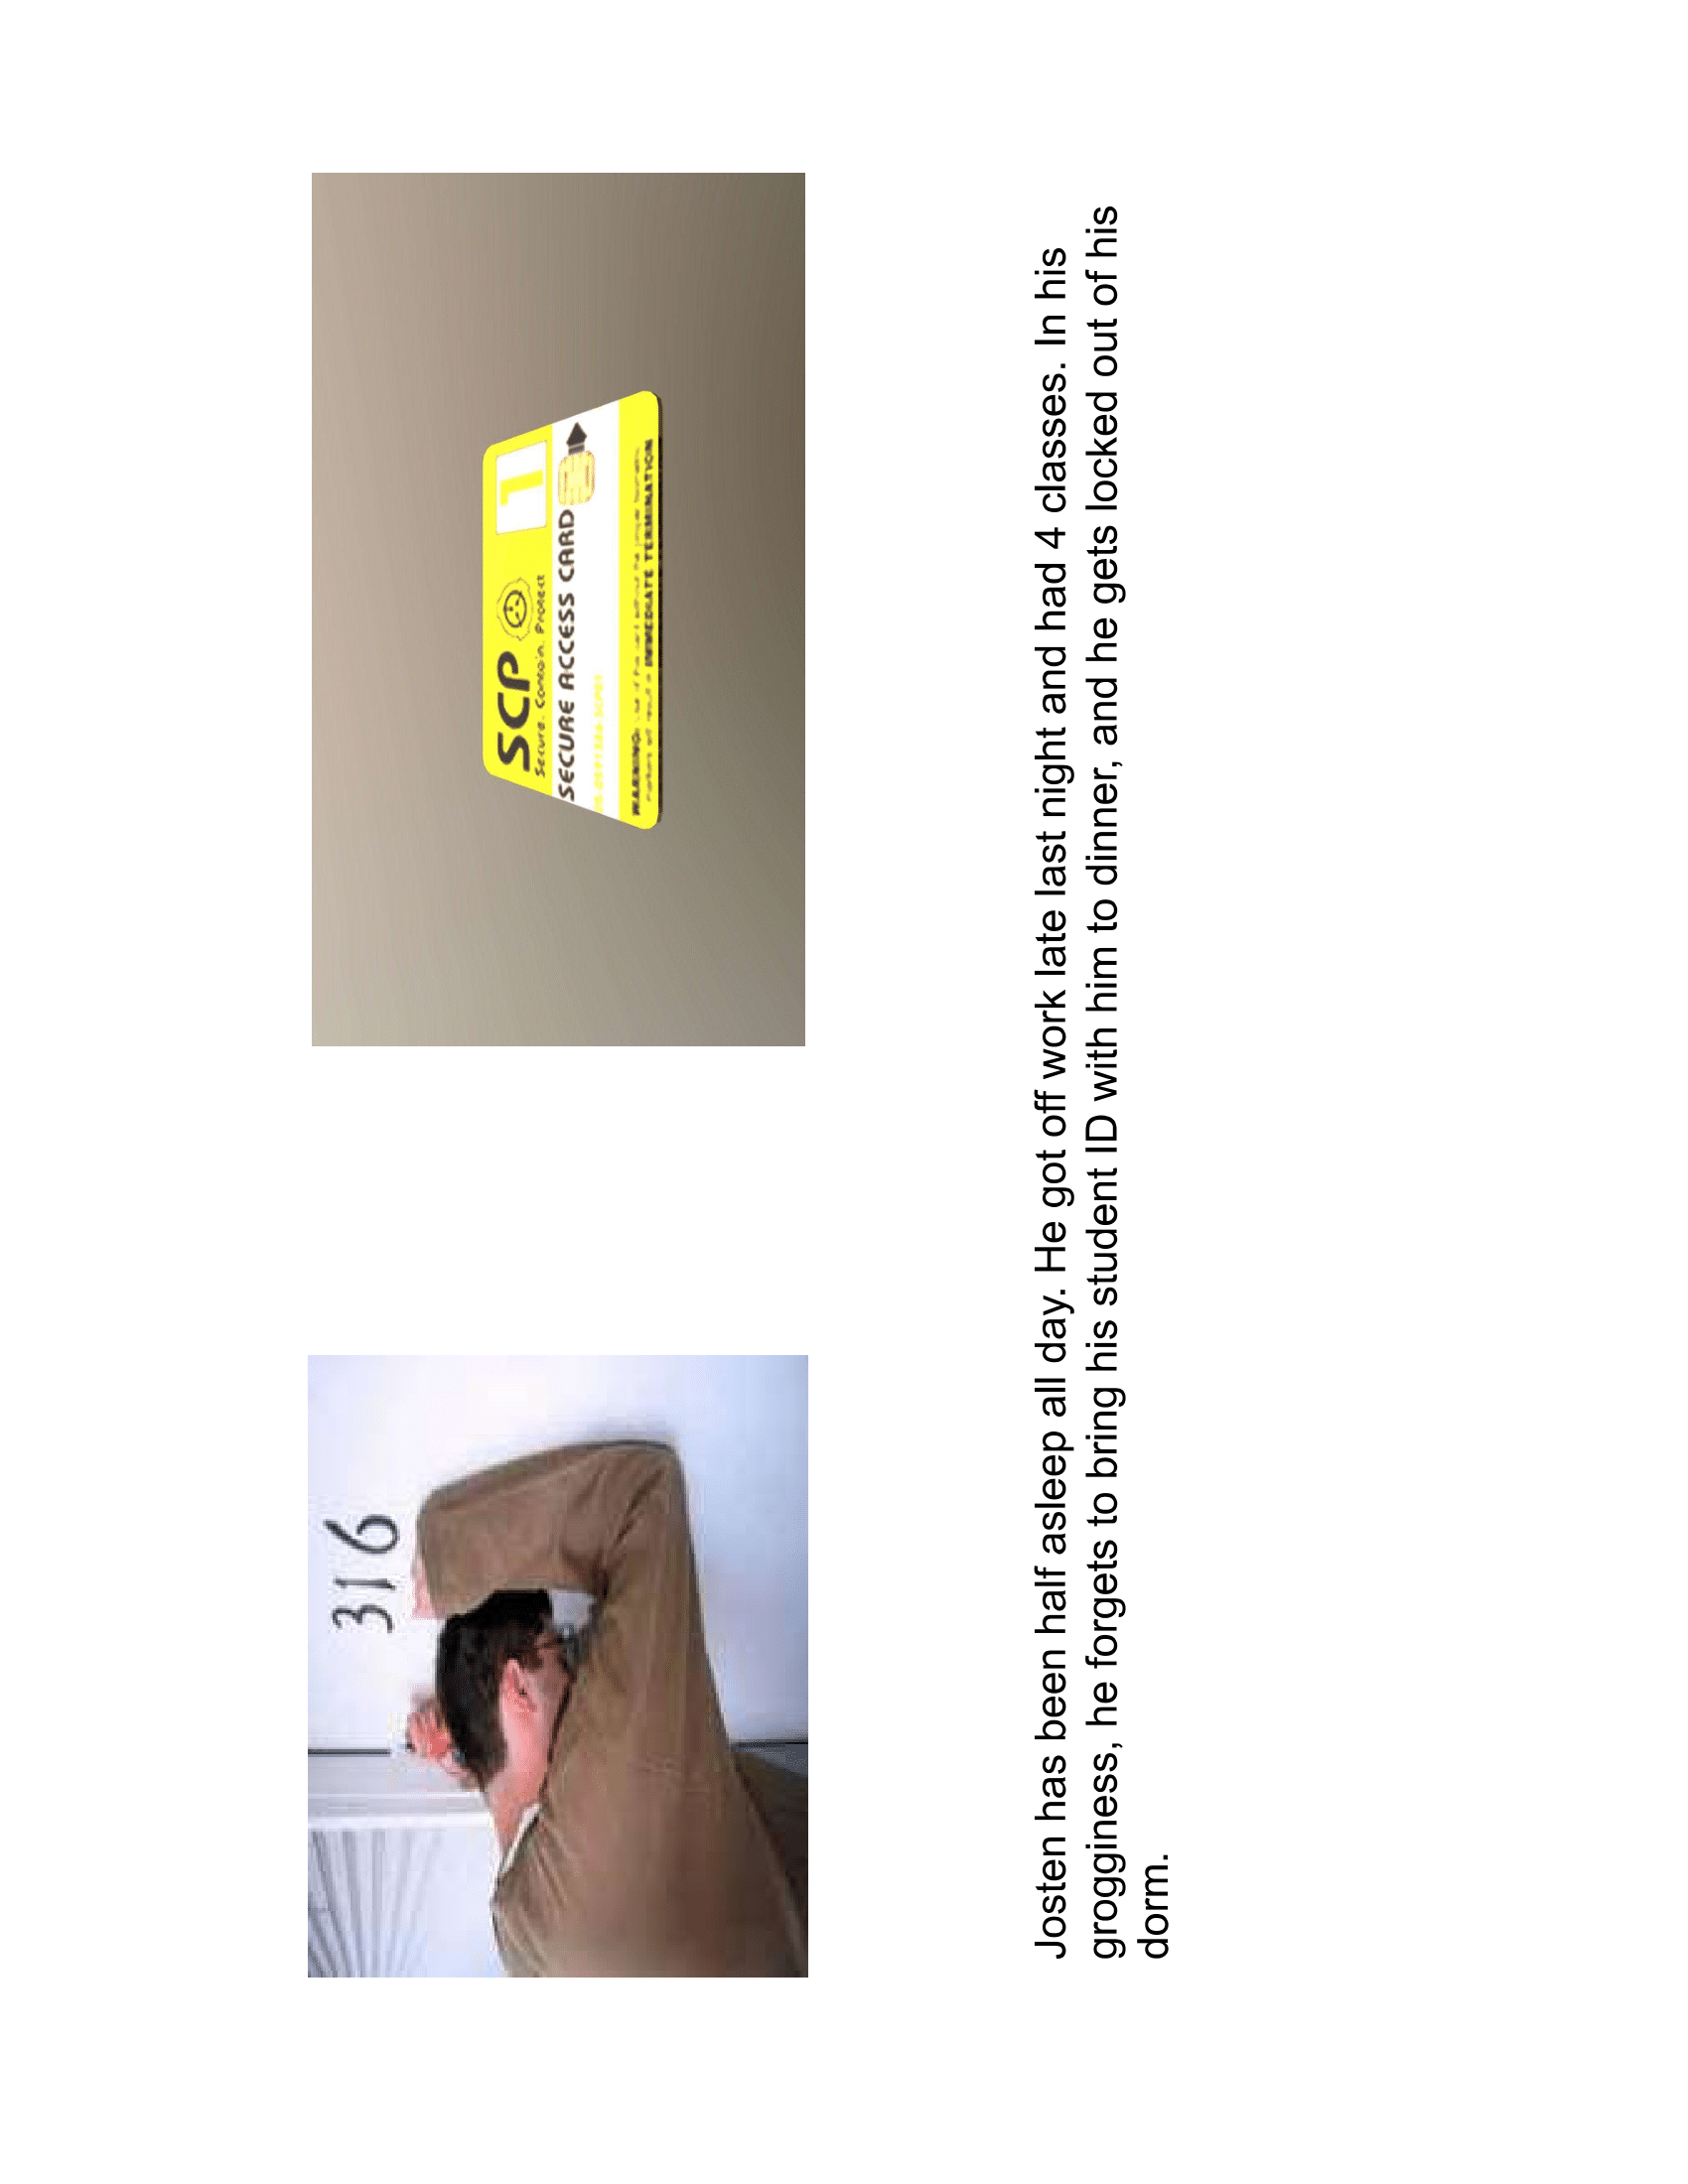 316
SCP
1
Secure. Contain. Protect
SECURE ACCESS CARD
WARNING:
IMMEDIATE TERMINATION
Josten has been half asleep all day. He got off work late last night and had 4 classes. In his
grogginess, he forgets to bring his student ID with him to dinner, and he gets locked out of his
dorm.